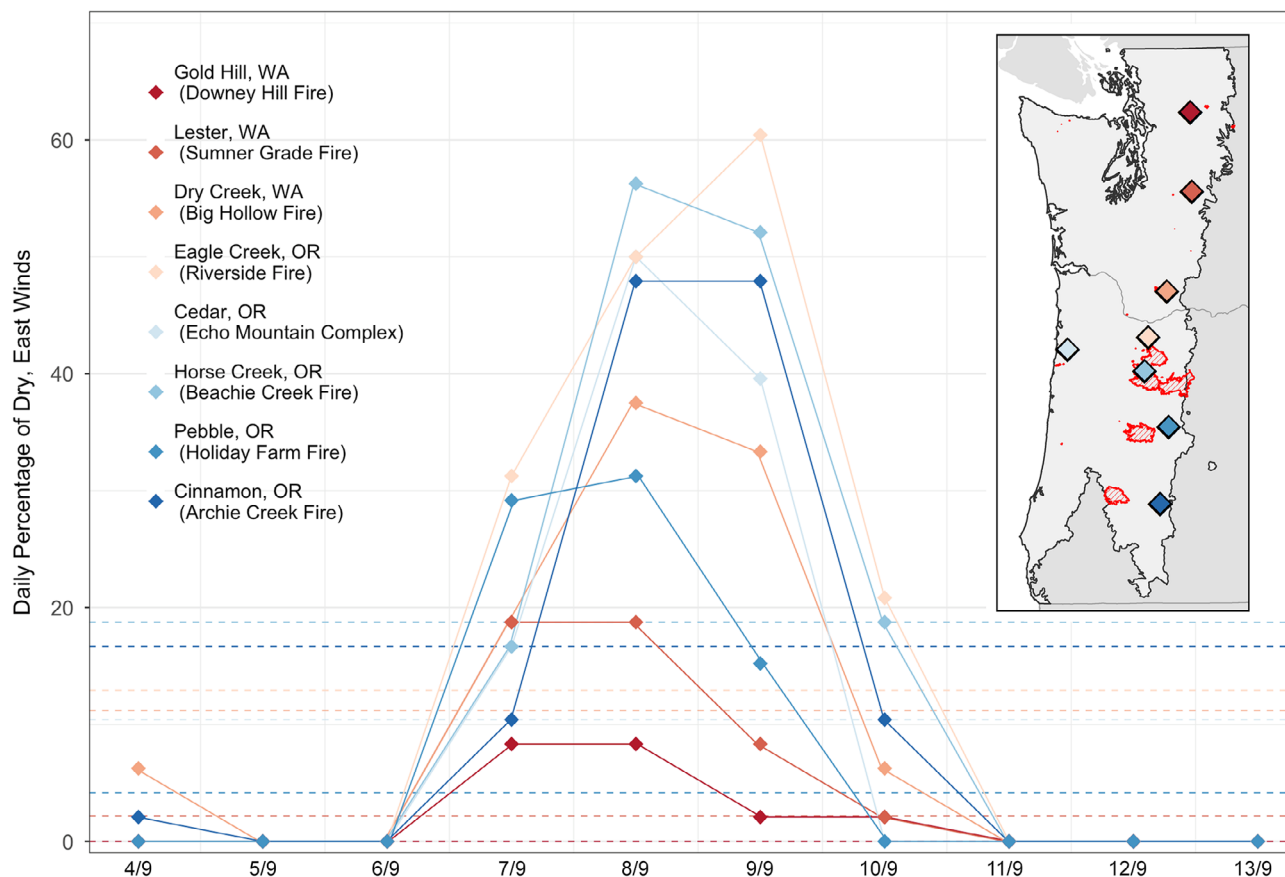 Daily Percentage of Dry, East Winds
60
40
20
0
Gold Hill, WA
(Downey Hill Fire)
Lester, WA
(Sumner Grade Fire)
Dry Creek, WA
(Big Hollow Fire)
Eagle Creek, OR
(Riverside Fire)
Cedar, OR
(Echo Mountain Complex)
Horse Creek, OR
(Beachie Creek Fire)
Pebble, OR
(Holiday Farm Fire)
Cinnamon, OR
(Archie Creek Fire)
4/9 5/9 6/9 7/9 8/9 9/9 10/9 11/9 12/9 13/9